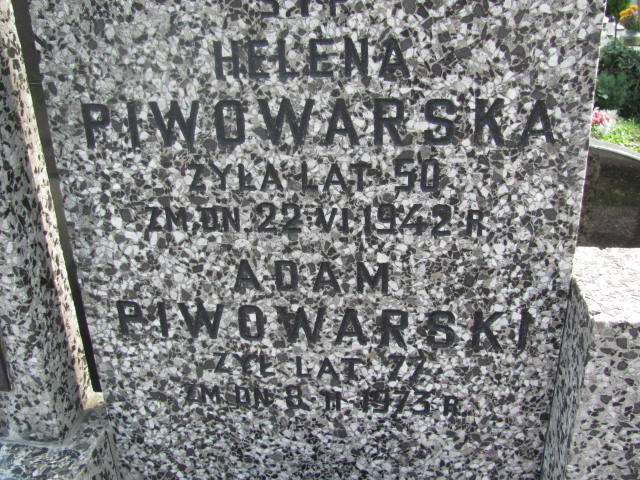 Ś.†P.
HELENA
PIWOWARSKA
ŻYŁA LAT 50
ZM. DN. 22 VI 1942 R.
ADAM
PIWOWARSKI
ŻYŁ LAT 77
ZM. DN. 8 II 1973 R.